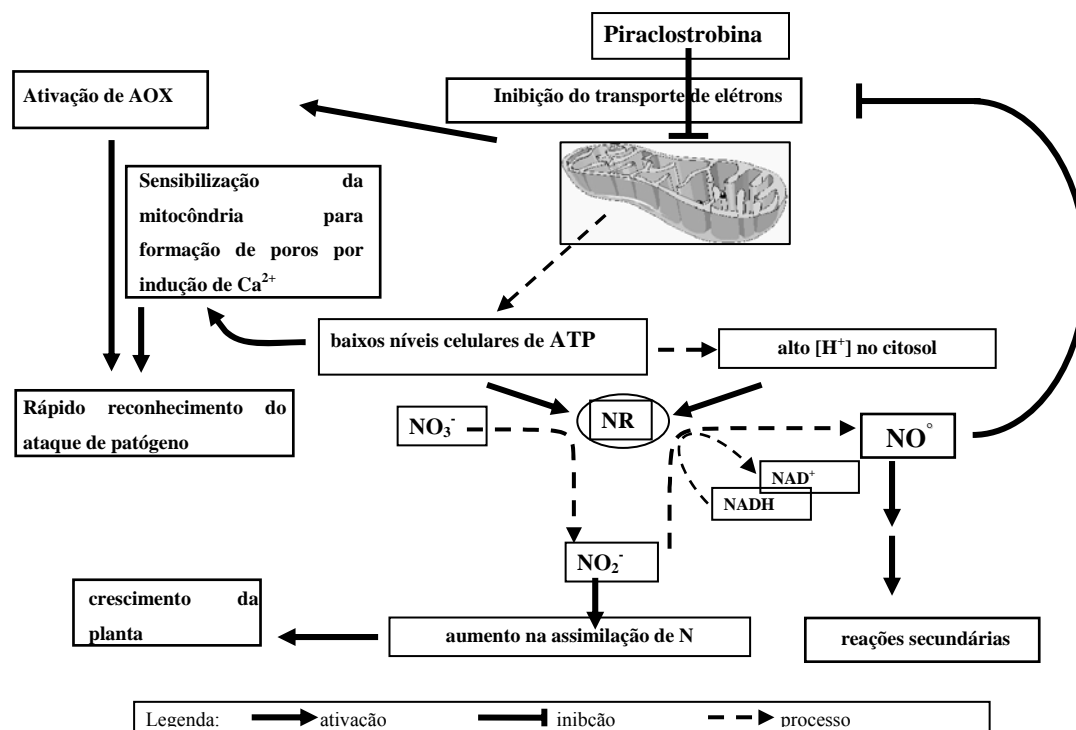 Piraclostrobina
Ativação de AOX
Inibição do transporte de elétrons
Sensibilização da
mitocôndria para
formação de poros por
indução de Ca²⁺
baixos níveis celulares de ATP
alto [H⁺] no citosol
Rápido reconhecimento do
ataque de patógeno
NO₃⁻
NR
NO°
NAD⁺
NADH
NO₂⁻
crescimento da
planta
aumento na assimilação de N
reações secundárias
Legenda: ativação inibção processo